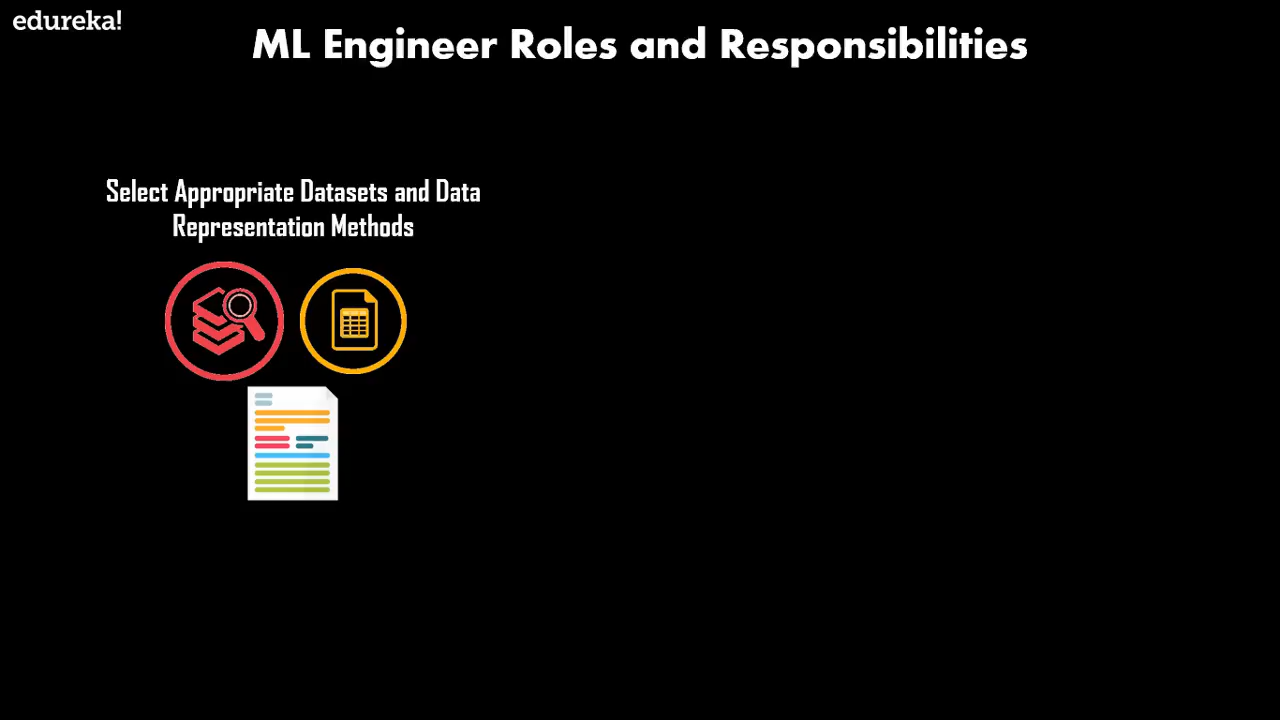 edureka!
ML Engineer Roles and Responsibilities
Select Appropriate Datasets and Data
Representation Methods